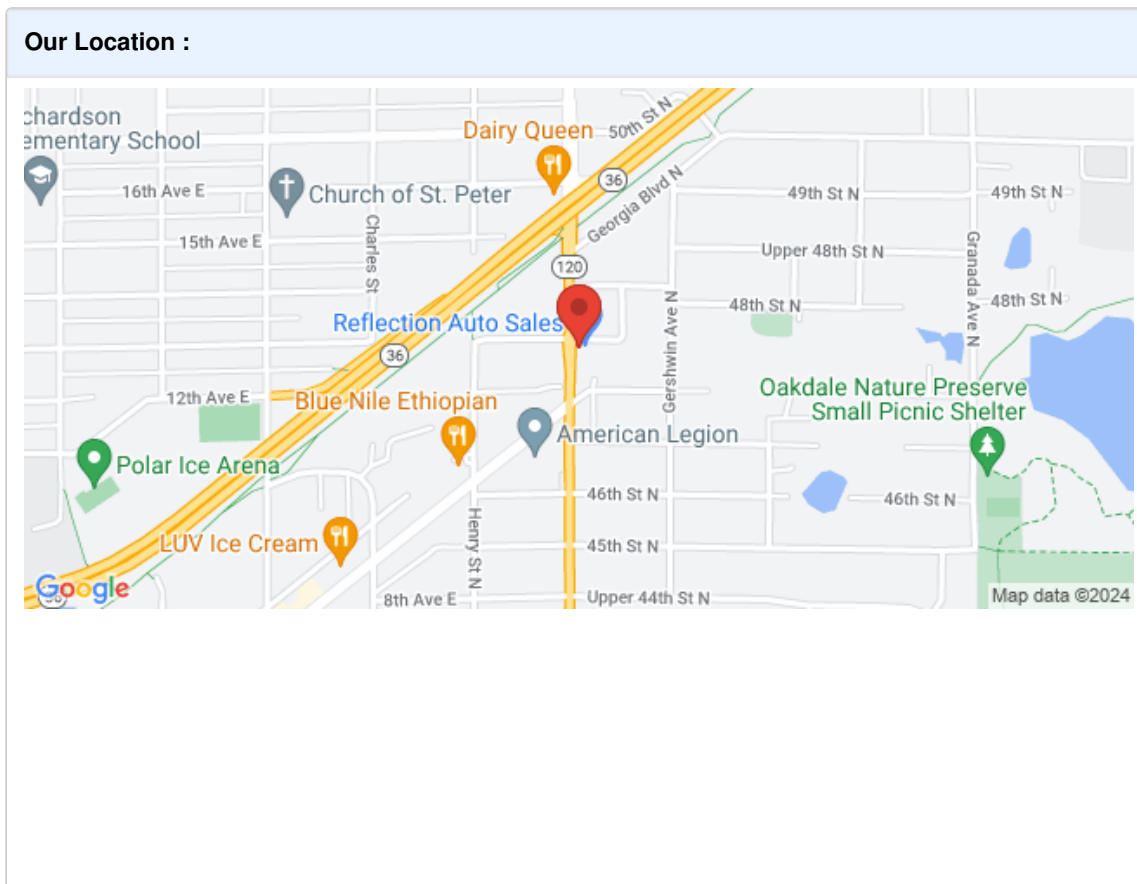 Our Location :
chardson
ementary School
Dairy Queen
50th St N
36
Georgia Blvd N
16th Ave E
Church of St. Peter
49th St N
49th St N
15th Ave E
Charles St
Upper 48th St N
Granada Ave N
120
48th St N
48th St N
Reflection Auto Sales
Gershwin Ave N
36
12th Ave E
Blue Nile Ethiopian
Oakdale Nature Preserve
Small Picnic Shelter
American Legion
Polar Ice Arena
46th St N
46th St N
Henry St N
LUV Ice Cream
45th St N
Google
8th Ave E
Upper 44th St N
Map data ©2024